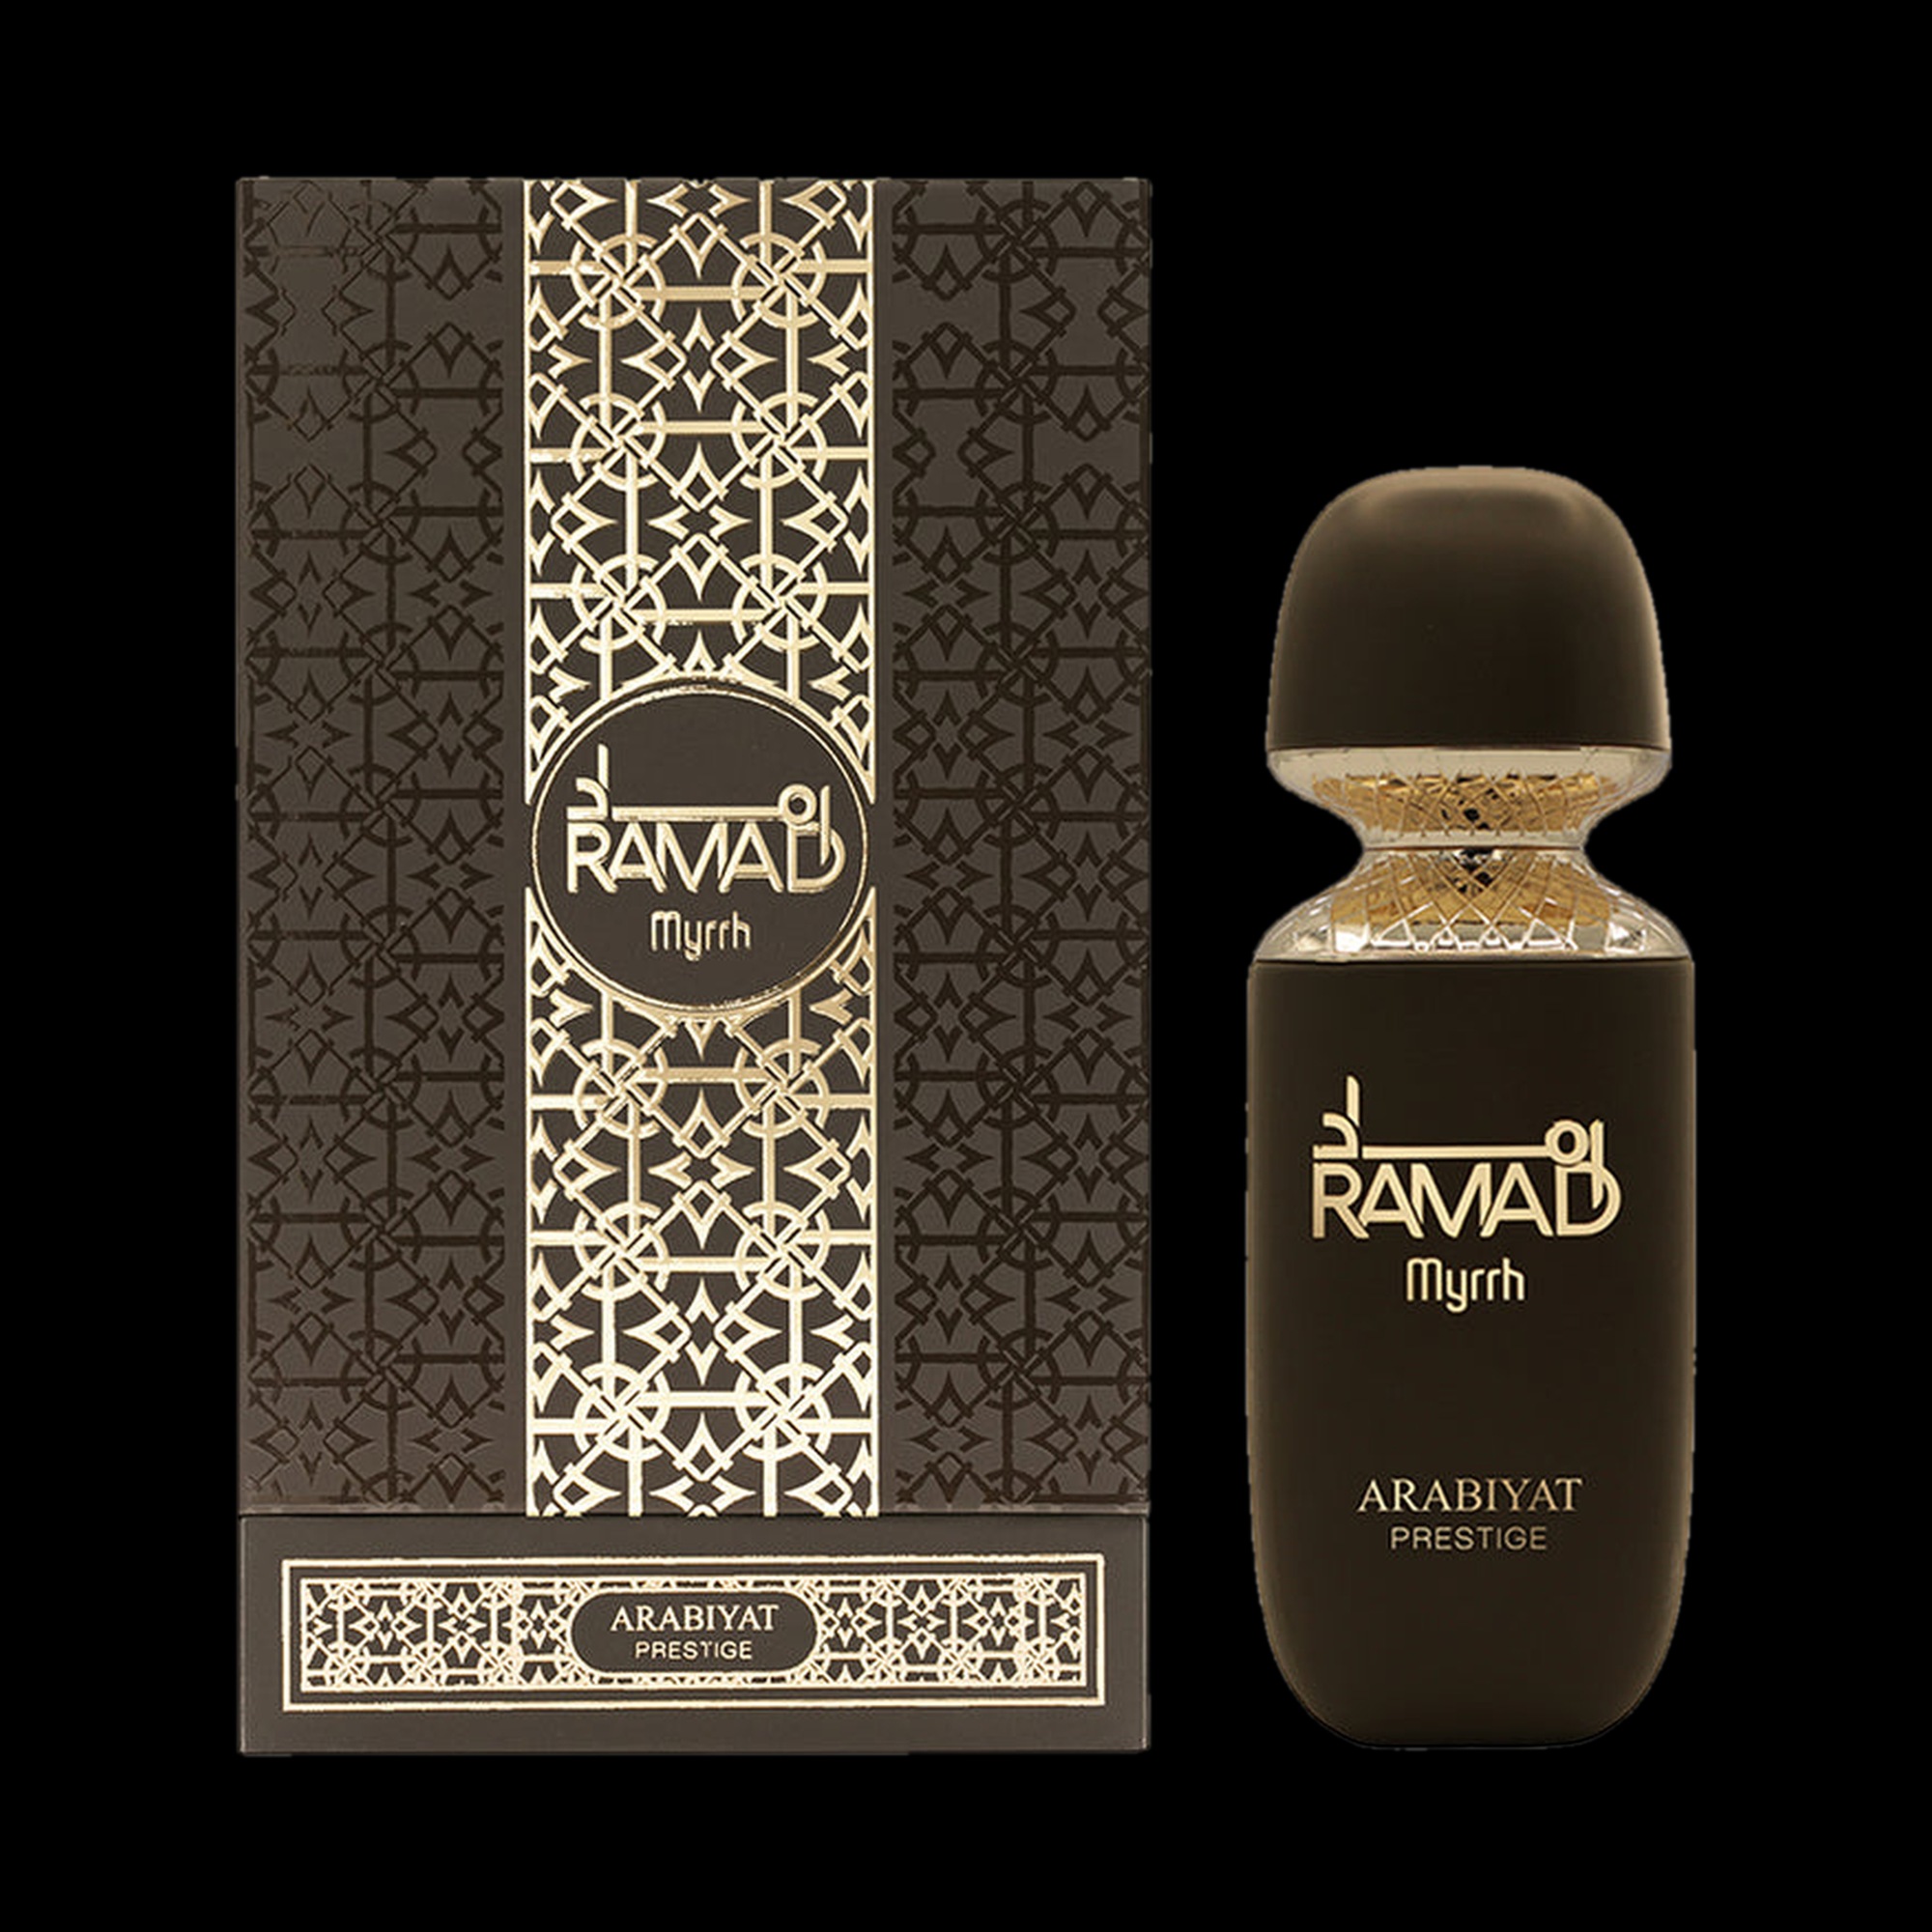 رماد
RAMAD
Myrrh
ARABIYAT
PRESTIGE
رماد
RAMAD
Myrrh
ARABIYAT
PRESTIGE